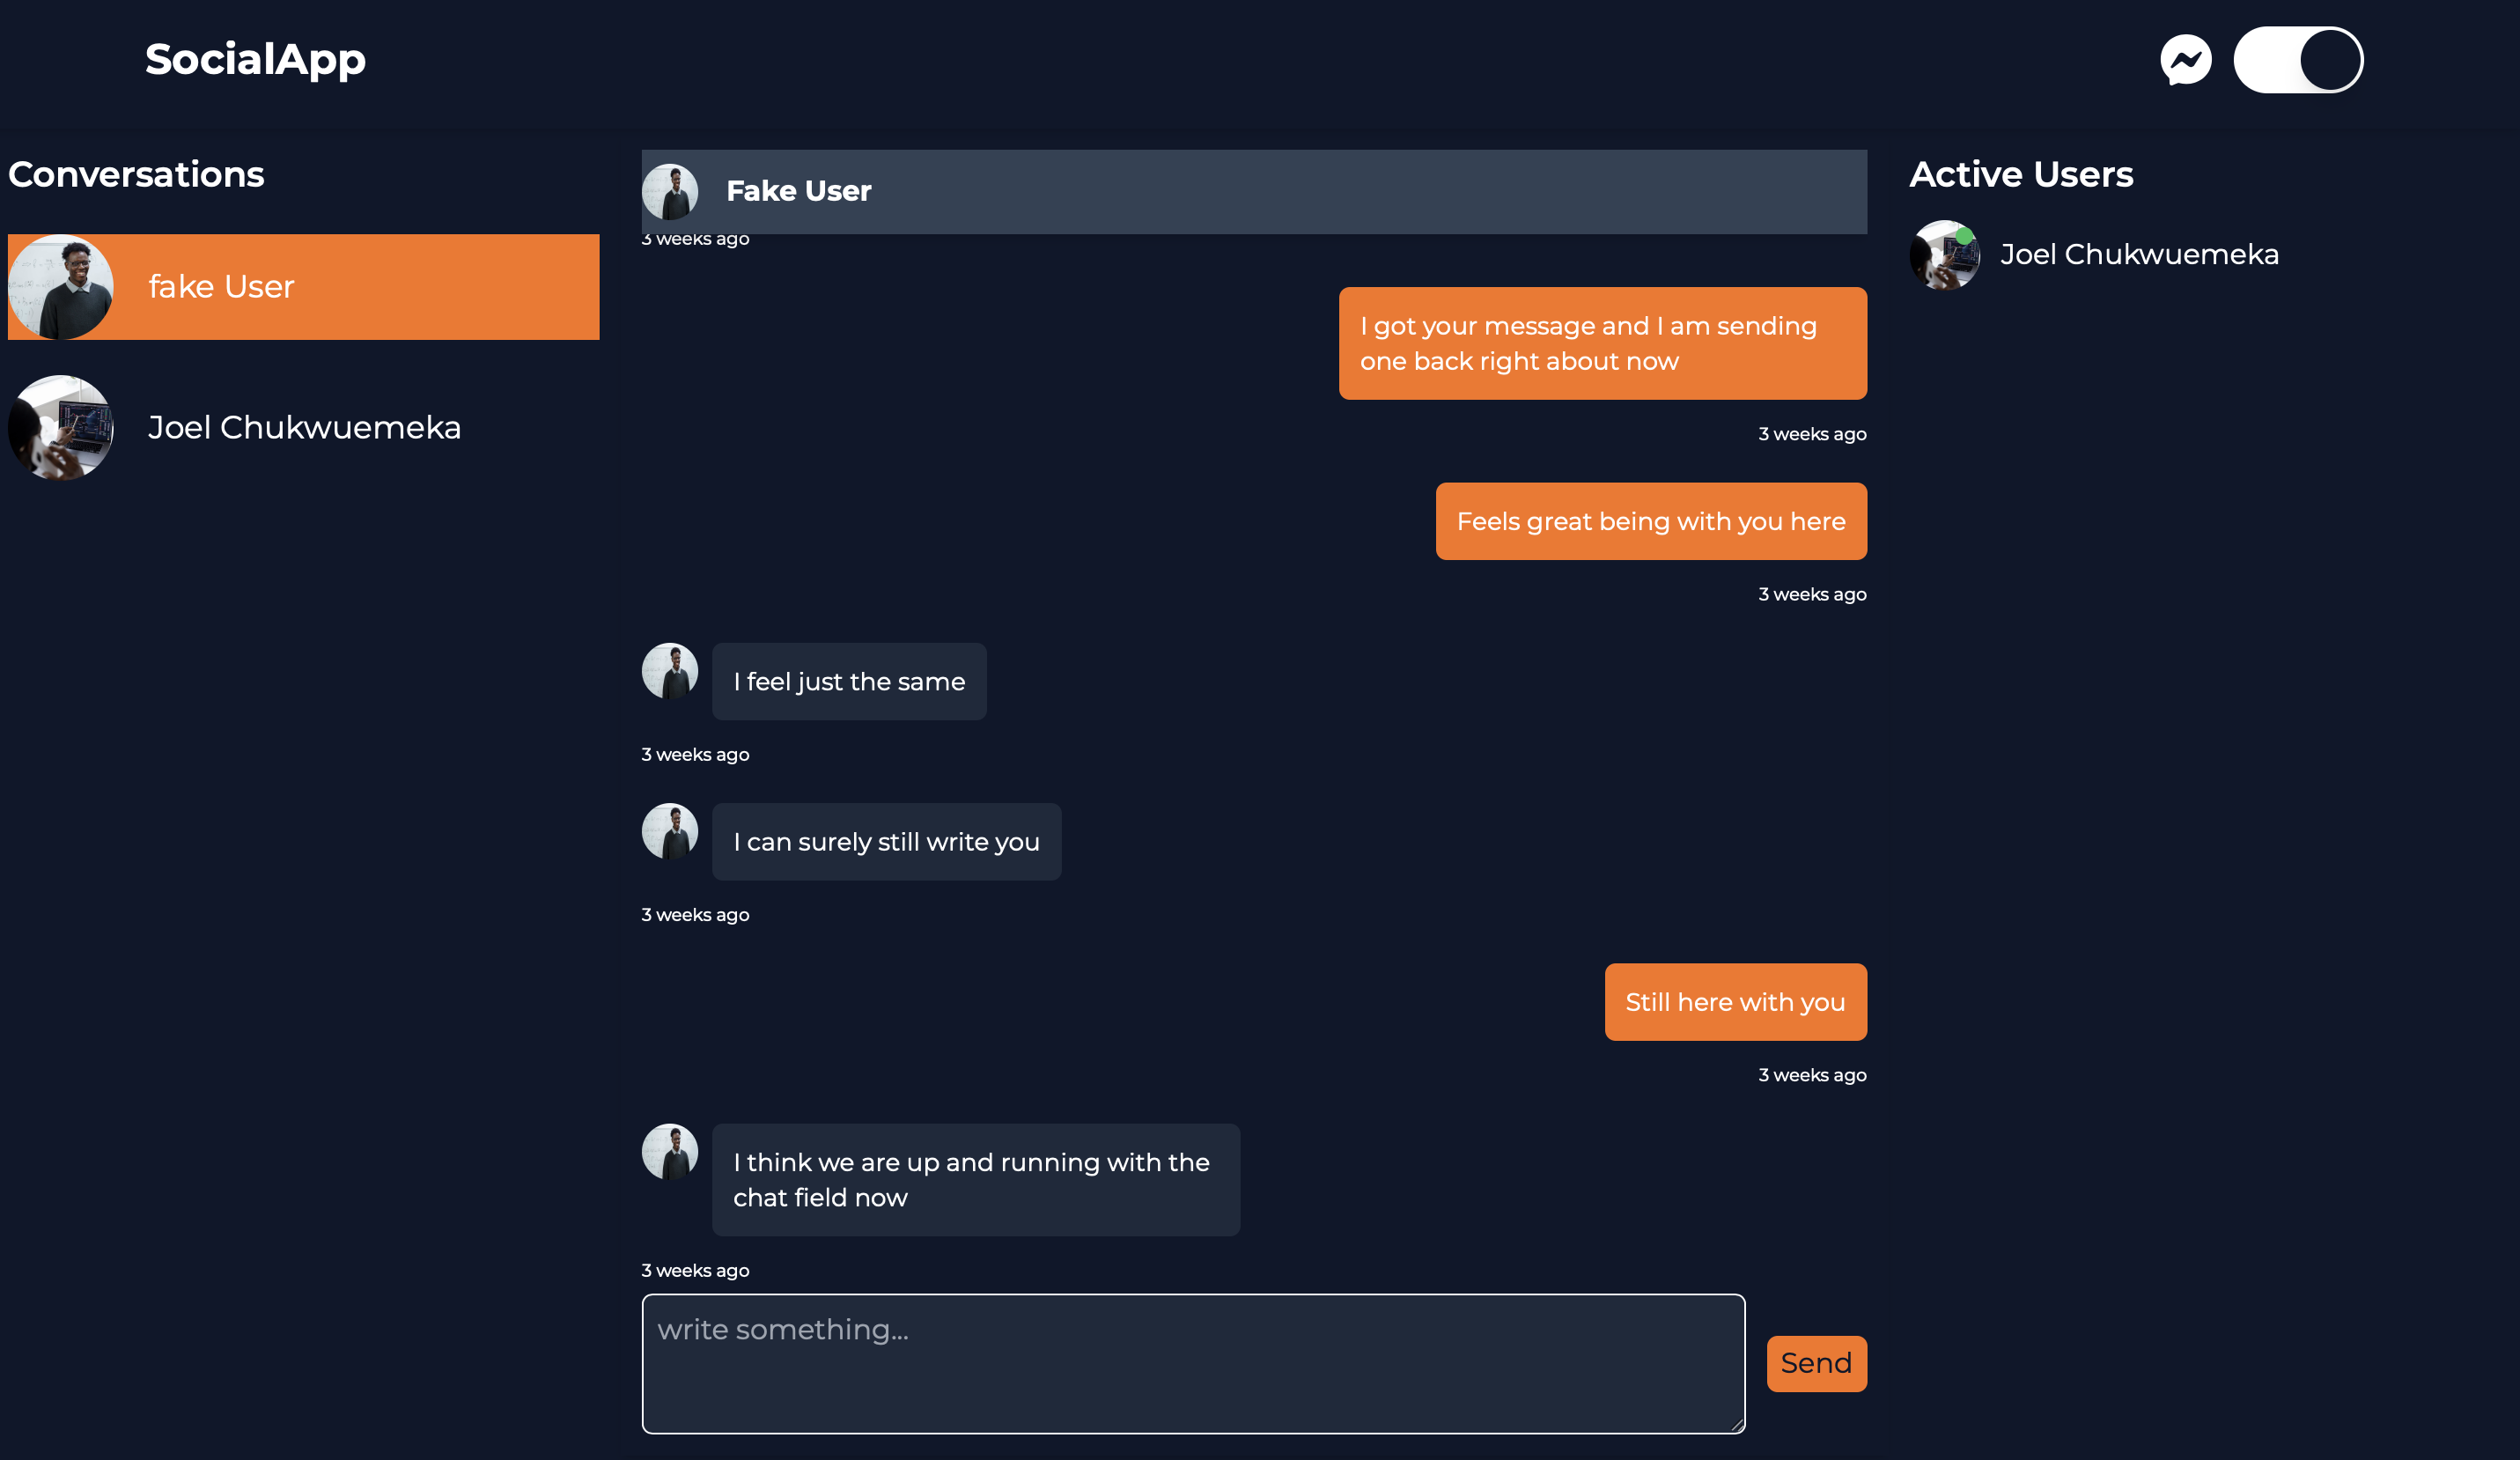 SocialApp
Conversations
fake User
Joel Chukwuemeka
Fake User
3 weeks ago
I got your message and I am sending
one back right about now
3 weeks ago
Feels great being with you here
3 weeks ago
I feel just the same
3 weeks ago
I can surely still write you
3 weeks ago
Still here with you
3 weeks ago
I think we are up and running with the
chat field now
3 weeks ago
write something...
Send
Active Users
Joel Chukwuemeka